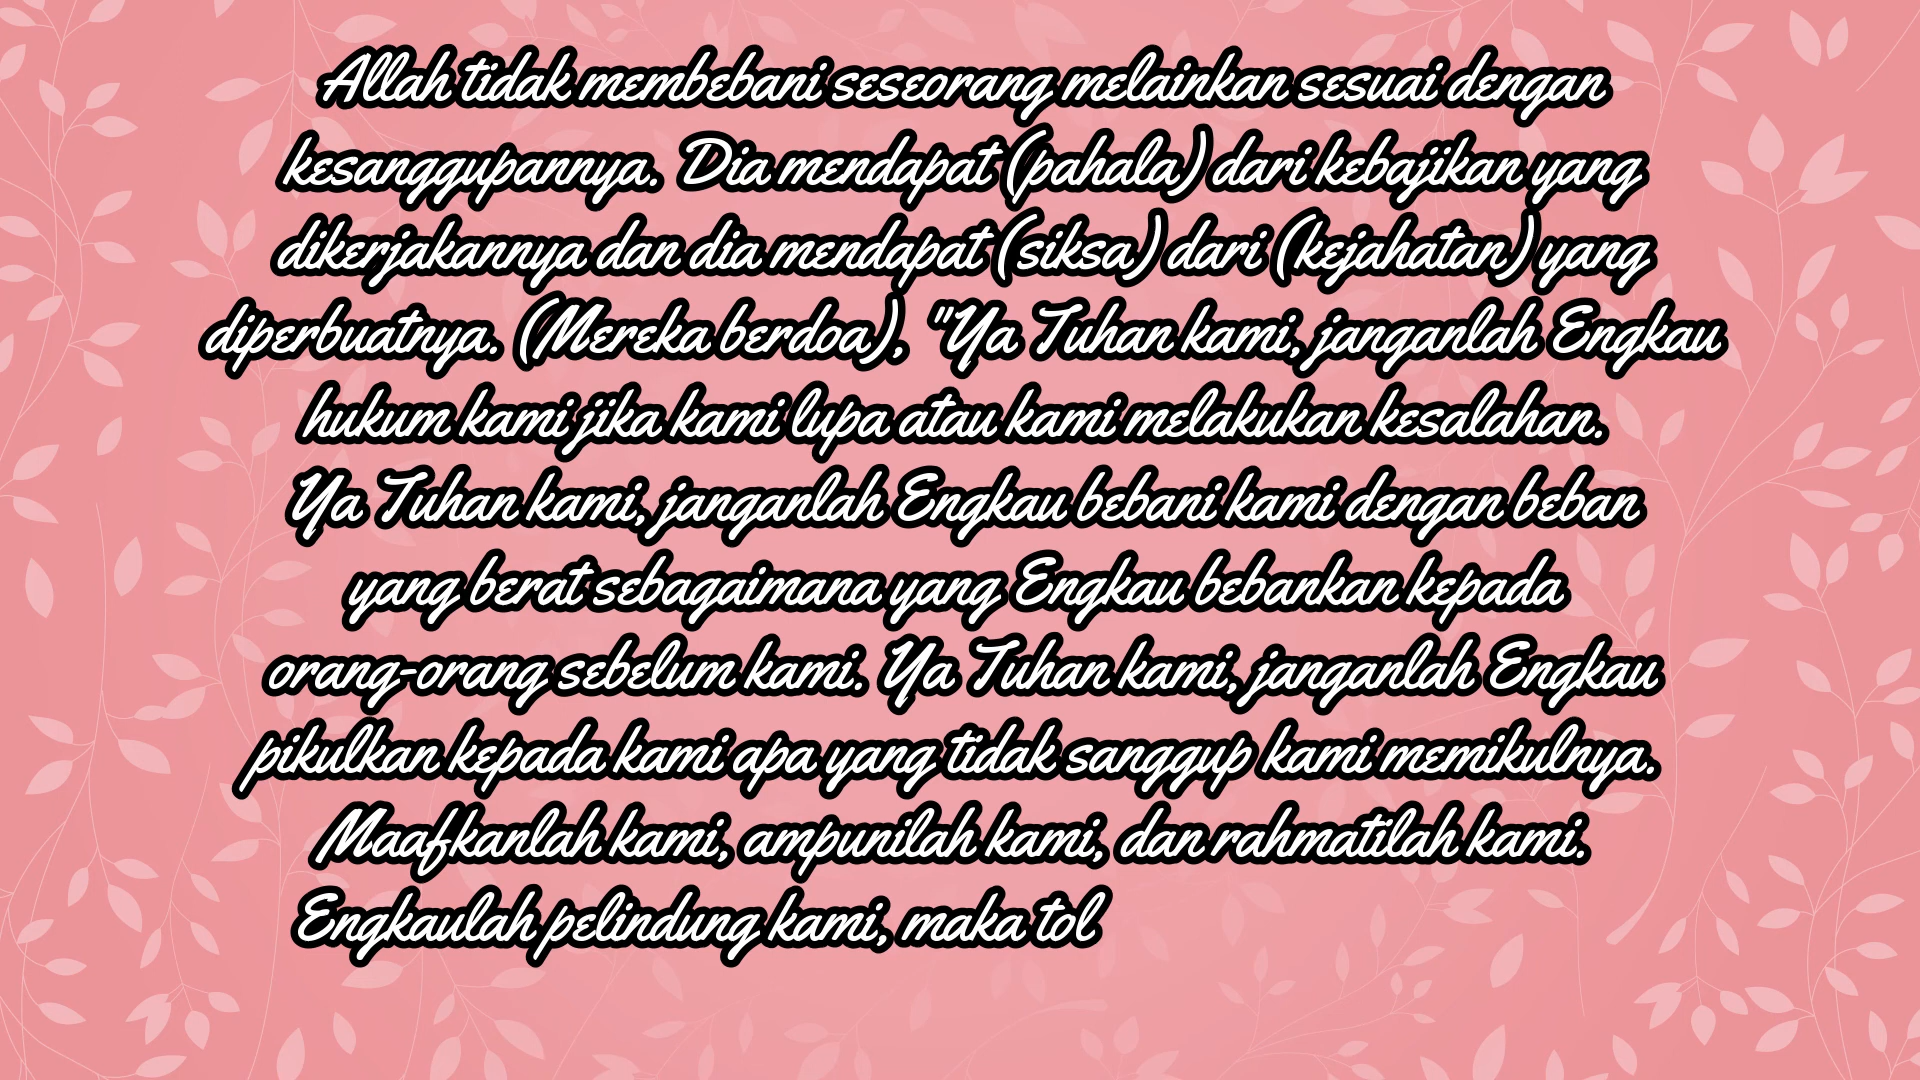 Allah tidak membebani seseorang melainkan sesuai dengan
kesanggupannya. Dia mendapat (pahala) dari kebajikan yang
dikerjakannya dan dia mendapat (siksa) dari (kejahatan) yang
diperbuatnya. (Mereka berdoa), "Ya Tuhan kami, janganlah Engkau
hukum kami jika kami lupa atau kami melakukan kesalahan.
Ya Tuhan kami, janganlah Engkau bebani kami dengan beban
yang berat sebagaimana yang Engkau bebankan kepada
orang-orang sebelum kami. Ya Tuhan kami, janganlah Engkau
pikulkan kepada kami apa yang tidak sanggup kami memikulnya.
Maafkanlah kami, ampunilah kami, dan rahmatilah kami.
Engkaulah pelindung kami, maka tol